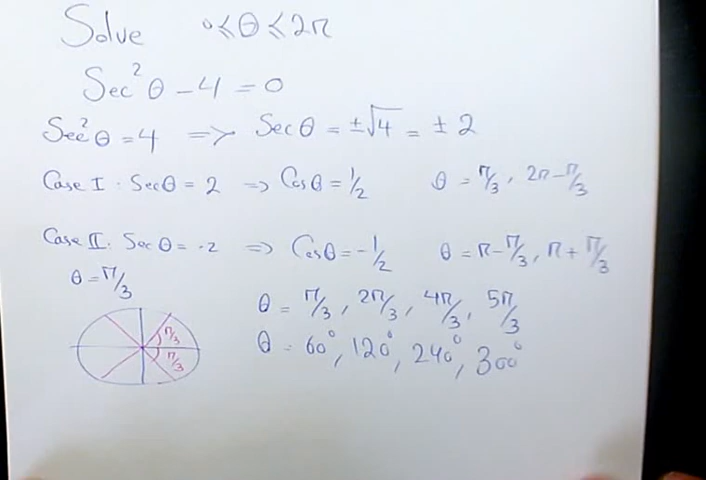 Solve 0 ≤ θ ≤ 2π
Sec²θ - 4 = 0
Sec²θ = 4 => Secθ = ±√4 = ± 2
Case I : Secθ = 2 => Cosθ = 1/2 θ = π/3 , 2π - π/3
Case II : Secθ = -2 => Cosθ = -1/2 θ = π - π/3 , π + π/3
θ = π/3
θ = π/3 , 2π/3 , 4π/3 , 5π/3
θ = 60° , 120° , 240° , 300°
π/3
π/3